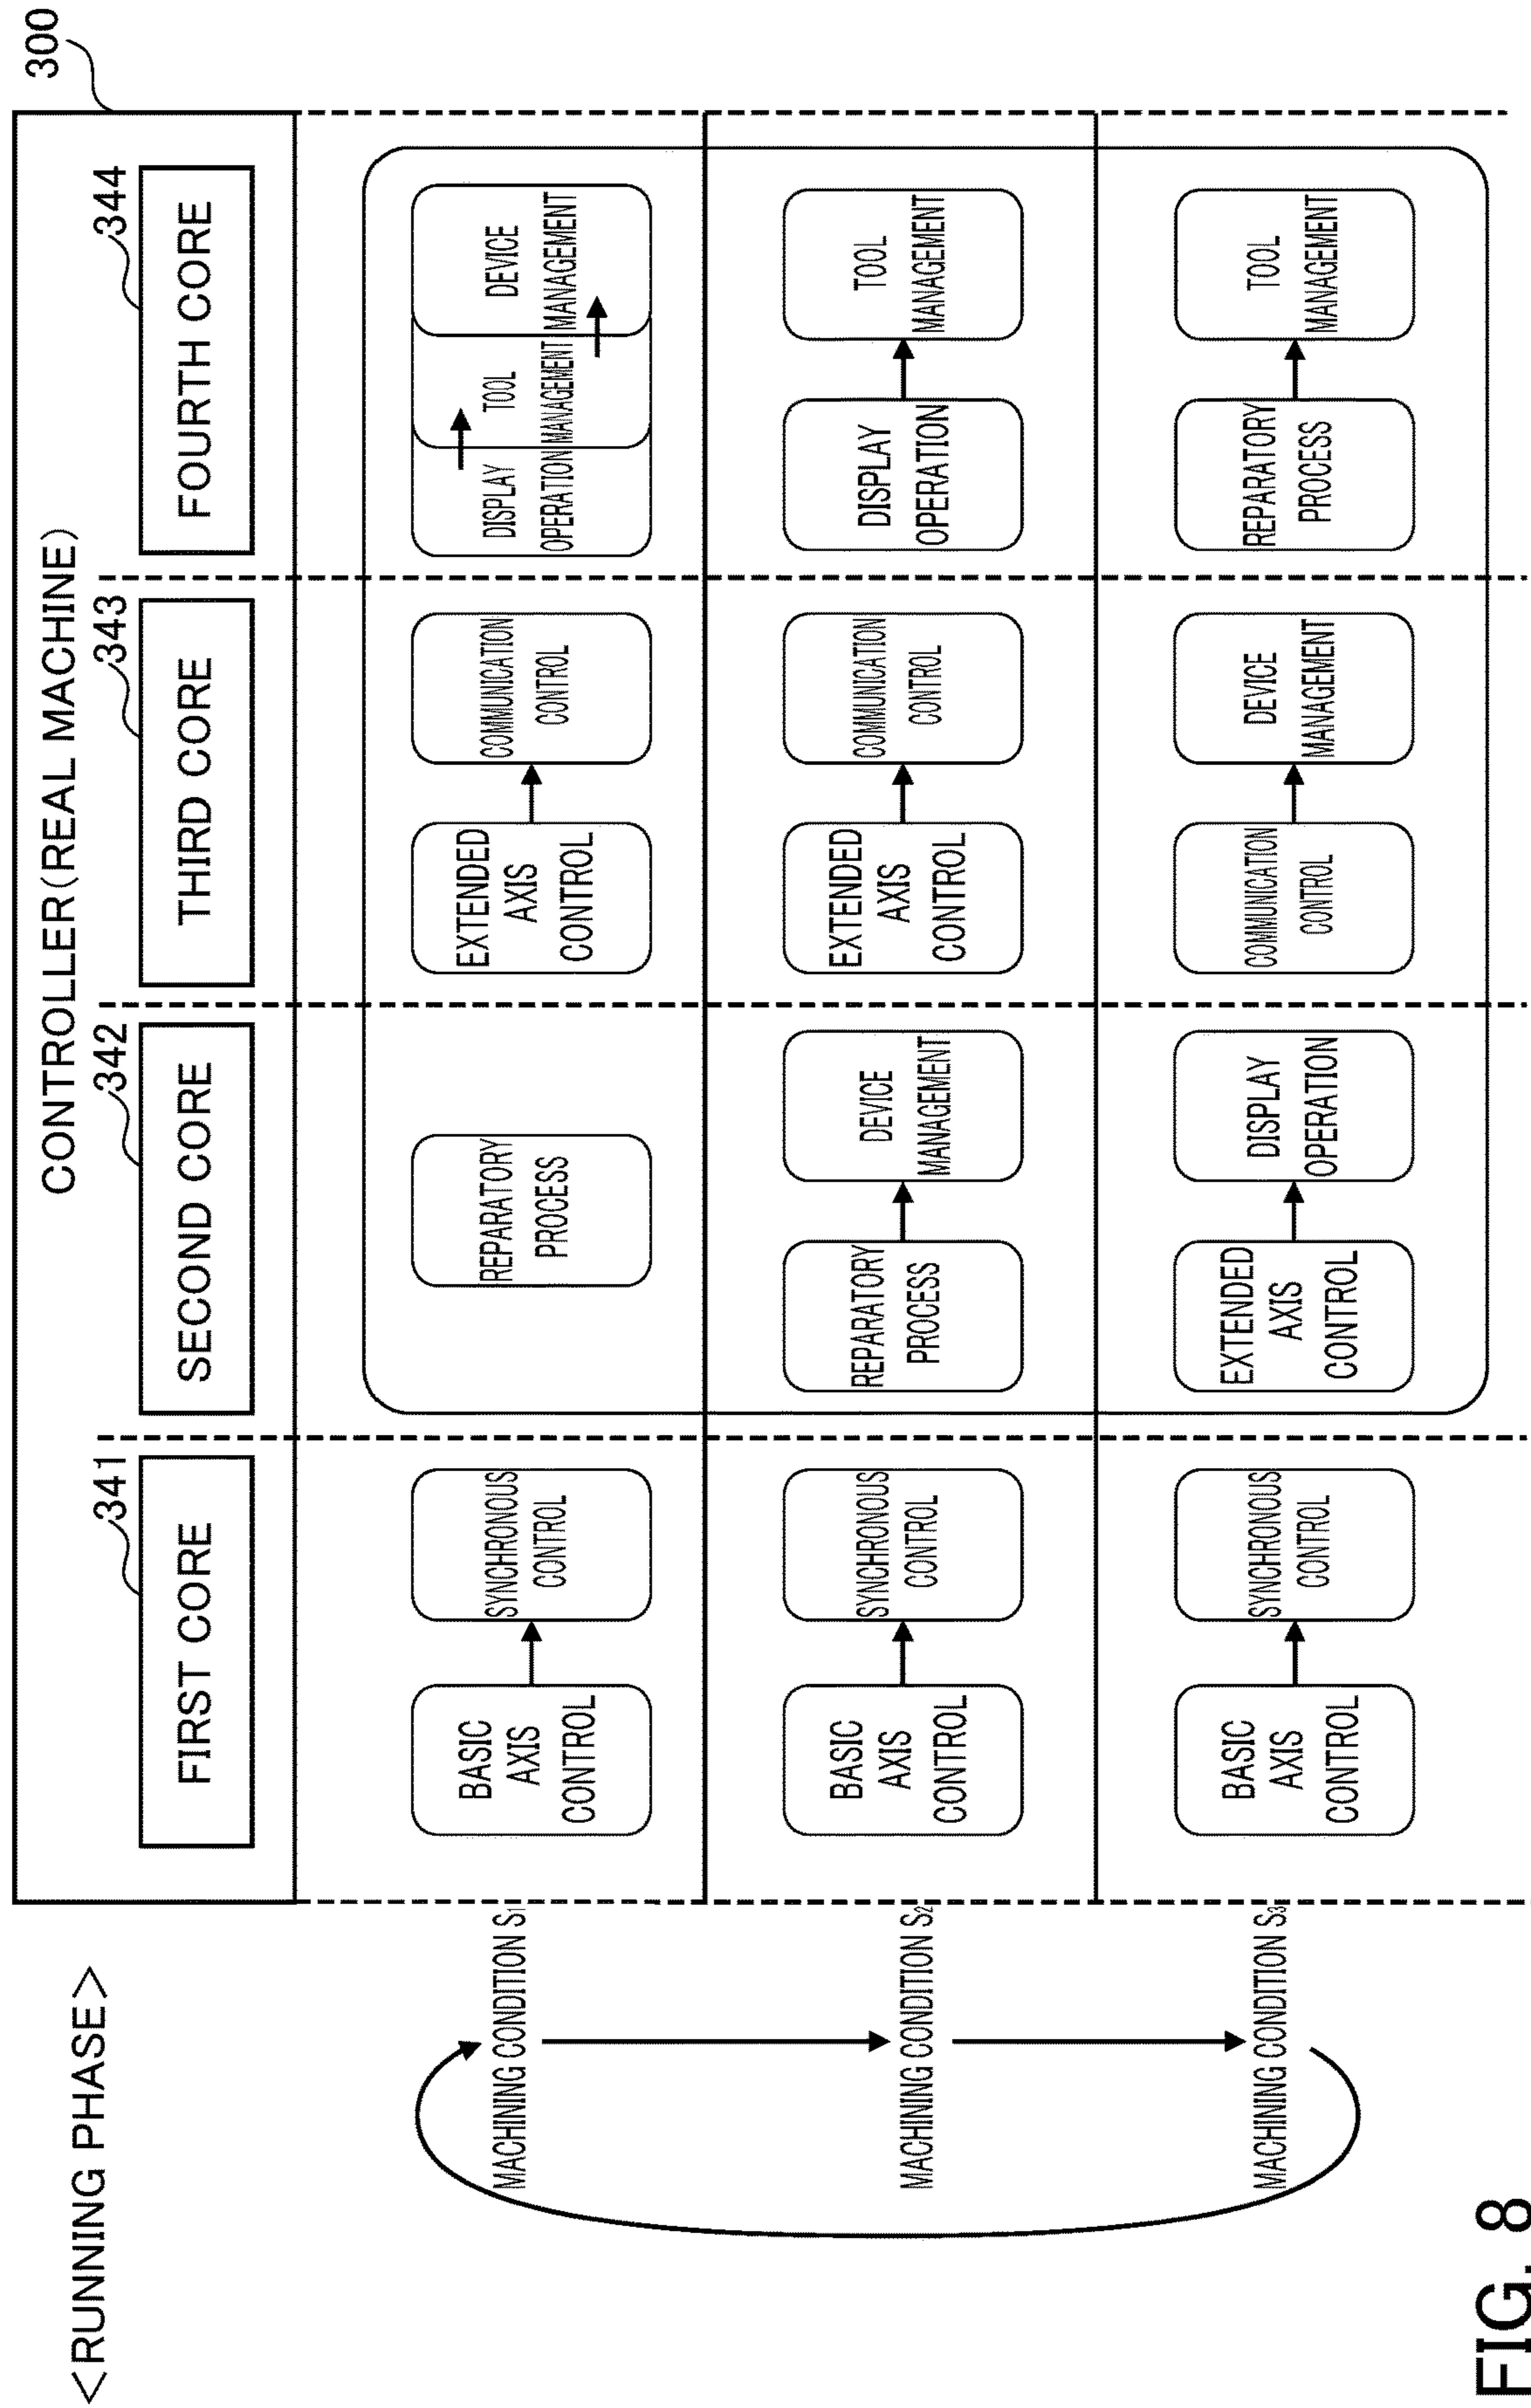 <RUNNING PHASE>
CONTROLLER(REAL MACHINE)
300
341
342
343
344
FIRST CORE
SECOND CORE
THIRD CORE
FOURTH CORE
MACHINING CONDITION S1
BASIC
AXIS
CONTROL
SYNCHRONOUS
CONTROL
REPARATORY
PROCESS
EXTENDED
AXIS
CONTROL
COMMUNICATION
CONTROL
DISPLAY
OPERATION
TOOL
MANAGEMENT
DEVICE
MANAGEMENT
MACHINING CONDITION S2
BASIC
AXIS
CONTROL
SYNCHRONOUS
CONTROL
REPARATORY
PROCESS
DEVICE
MANAGEMENT
EXTENDED
AXIS
CONTROL
COMMUNICATION
CONTROL
DISPLAY
OPERATION
TOOL
MANAGEMENT
MACHINING CONDITION S3
BASIC
AXIS
CONTROL
SYNCHRONOUS
CONTROL
EXTENDED
AXIS
CONTROL
DISPLAY
OPERATION
COMMUNICATION
CONTROL
DEVICE
MANAGEMENT
REPARATORY
PROCESS
TOOL
MANAGEMENT
FIG. 8